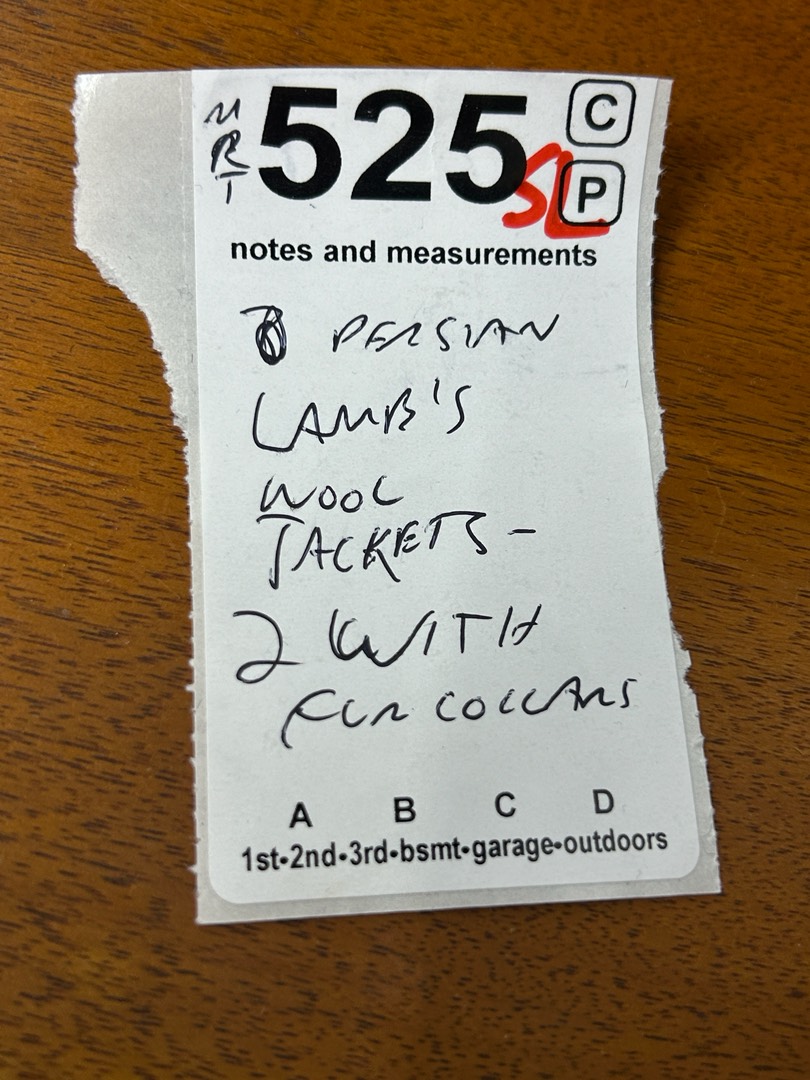 525
C
SL
P
notes and measurements
PERSIAN
LAMB'S
WOOL
JACKETS -
2 WITH
FUR COLLARS
A B C D
1st•2nd•3rd•bsmt•garage•outdoors